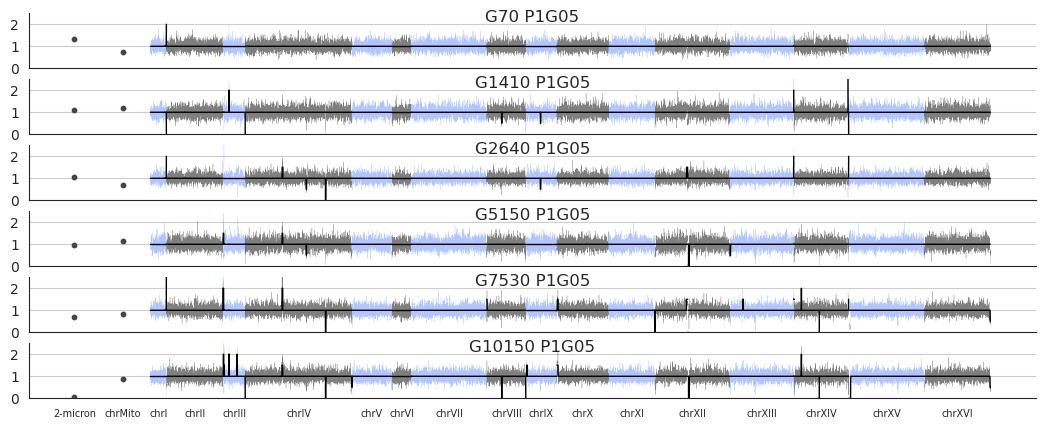 G70 P1G05
2
1
0
G1410 P1G05
2
1
0
G2640 P1G05
2
1
0
G5150 P1G05
2
1
0
G7530 P1G05
2
1
0
G10150 P1G05
2
1
0
2-micron chrMito chrI chrII chrIII chrIV chrV chrVI chrVII chrVIII chrIX chrX chrXI chrXII chrXIII chrXIV chrXV chrXVI